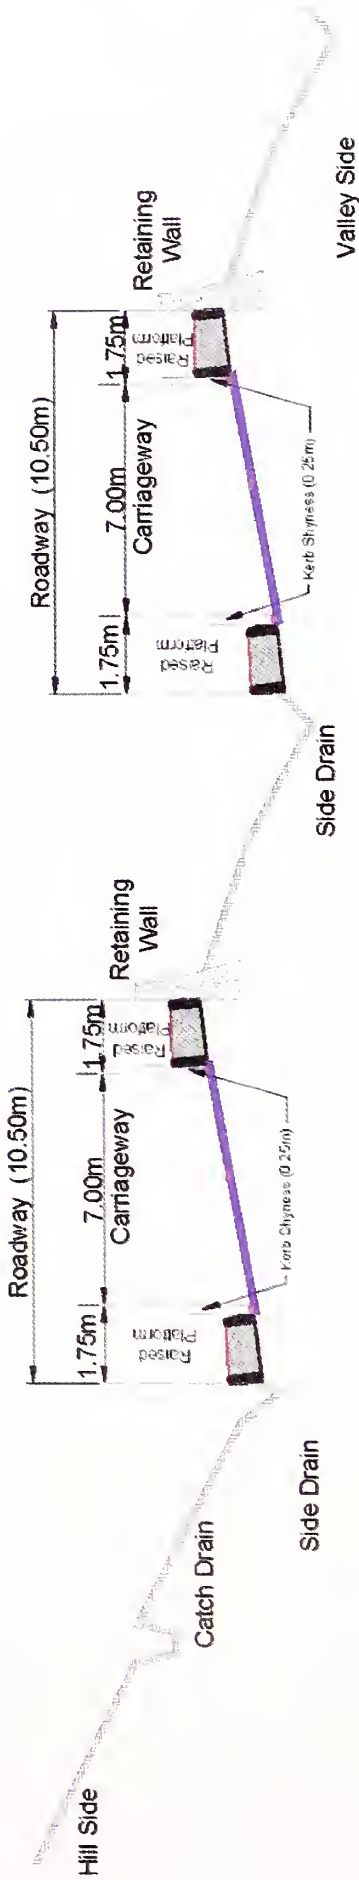 Hill Side
Catch Drain
Side Drain
Roadway (10.50m)
1.75m
7.00m
1.75m
Carriageway
Raised
Platform
Raised
Platform
Kerb Shyness (0.25m)
Retaining
Wall
Side Drain
Roadway (10.50m)
1.75m
7.00m
1.75m
Carriageway
Raised
Platform
Raised
Platform
Kerb Shyness (0.25m)
Retaining
Wall
Valley Side